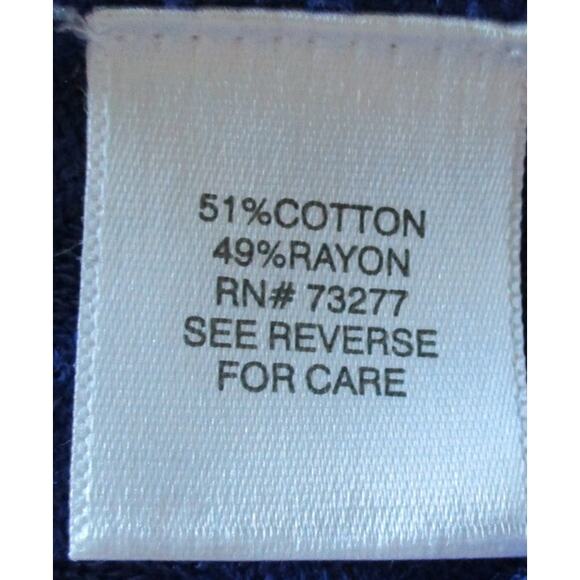 51%COTTON
49%RAYON
RN# 73277
SEE REVERSE
FOR CARE